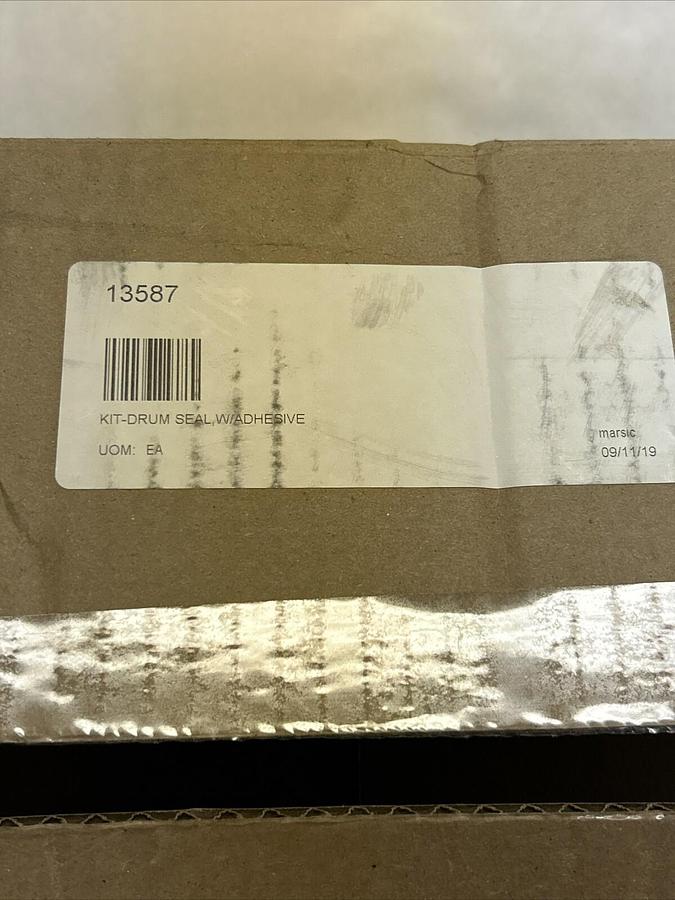 13587
KIT-DRUM SEAL,W/ADHESIVE
UOM: EA
marsic
09/11/19